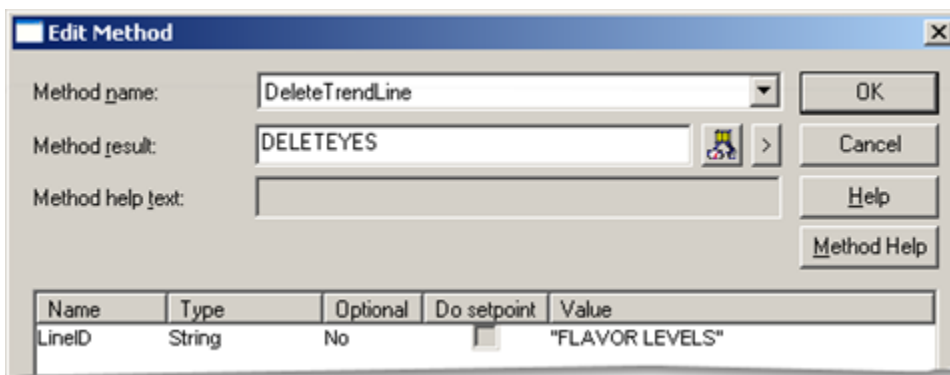 Edit Method
Method name: DeleteTrendLine OK
Method result: DELETEYES > Cancel
Method help text: Help
Method Help
Name Type Optional Do setpoint Value
LineID String No "FLAVOR LEVELS"